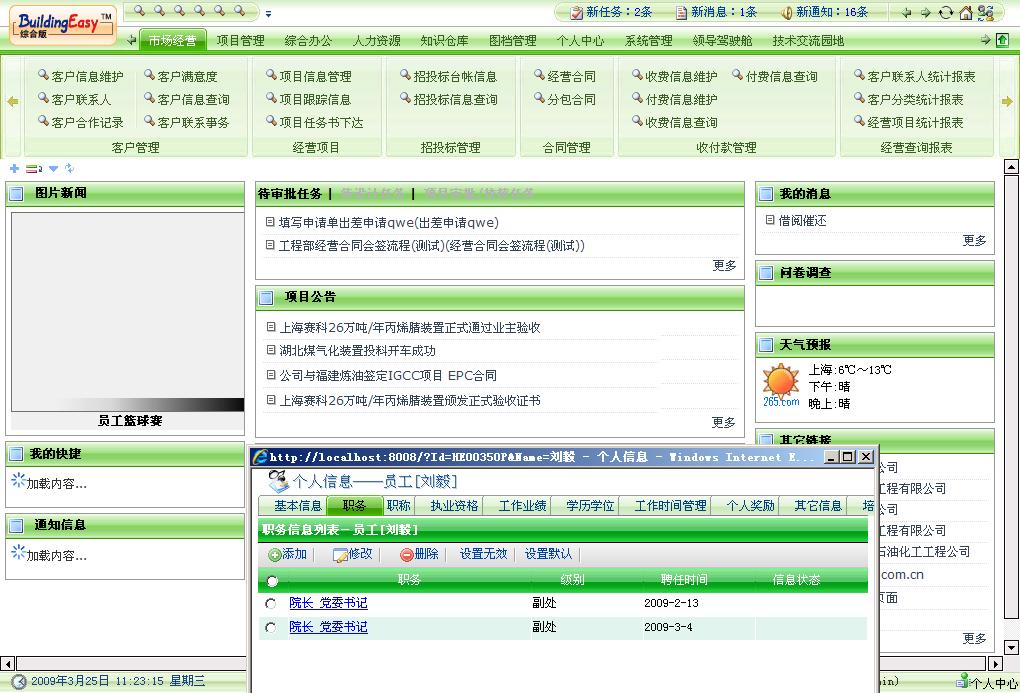 BuildingEasy™
综合版
新任务：2条 新消息：1条 新通知：16条
市场经营 项目管理 综合办公 人力资源 知识仓库 图档管理 个人中心 系统管理 领导驾驶舱 技术交流园地
客户信息维护 客户满意度 项目信息管理 招投标台帐信息 经营合同 收费信息维护 付费信息查询 客户联系人统计报表
客户联系人 客户信息查询 项目跟踪信息 招投标信息查询 分包合同 付费信息维护 客户分类统计报表
客户合作记录 客户联系事务 项目任务书下达 收费信息查询 经营项目统计报表
客户管理 经营项目 招投标管理 合同管理 收付款管理 经营查询报表
图片新闻
员工篮球赛
我的快捷
加载内容...
通知信息
加载内容...
待审批任务 | 待设计任务 | 项目审批/校核任务
填写申请单出差申请qwe(出差申请qwe)
工程部经营合同会签流程(测试)(经营合同会签流程(测试))
更多
项目公告
上海赛科26万吨/年丙烯腈装置正式通过业主验收
湖北煤气化装置投料开车成功
公司与福建炼油签定IGCC项目 EPC合同
上海赛科26万吨/年丙烯腈装置颁发正式验收证书
更多
我的消息
借阅催还
更多
问卷调查
天气预报
上海:6℃～13℃
下午:晴
晚上:晴
265.com
其它链接
公司
工程有限公司
公司
工程有限公司
石油化工工程公司
com.cn
页面
更多
http://localhost:8008/?Id=HE00350P&Name=刘毅 - 个人信息 - Windows Internet E...
个人信息——员工[刘毅]
基本信息 职务 职称 执业资格 工作业绩 学历学位 工作时间管理 个人奖励 其它信息 培
职务信息列表－员工[刘毅]
添加 修改 删除 设置无效 设置默认
职务 级别 聘任时间 信息状态
院长 党委书记 副处 2009-2-13
院长 党委书记 副处 2009-3-4
2009年3月25日 11:23:15 星期三
in) 个人中心